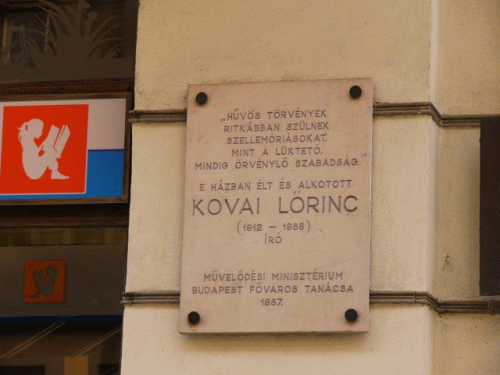 „HŰVÖS TÖRVÉNYEK
RITKÁBBAN SZÜLNEK
SZELLEMÓRIÁSOKAT,
MINT A LÜKTETŐ,
MINDIG ÖRVÉNYLŐ SZABADSÁG."
E HÁZBAN ÉLT ÉS ALKOTOTT
KOVAI LŐRINC
(1912 – 1986)
ÍRÓ
MŰVELŐDÉSI MINISZTÉRIUM
BUDAPEST FŐVÁROS TANÁCSA
1987.
N